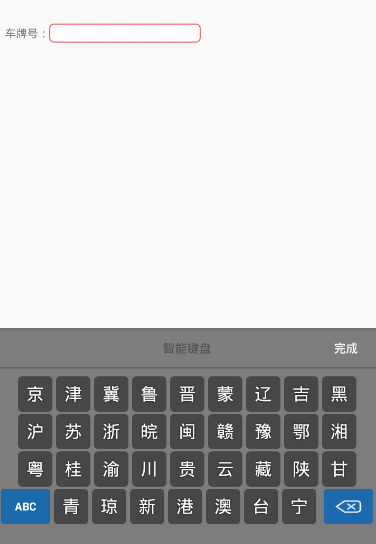 车牌号：
智能键盘 完成
京 津 冀 鲁 晋 蒙 辽 吉 黑
沪 苏 浙 皖 闽 赣 豫 鄂 湘
粤 桂 渝 川 贵 云 藏 陕 甘
ABC 青 琼 新 港 澳 台 宁